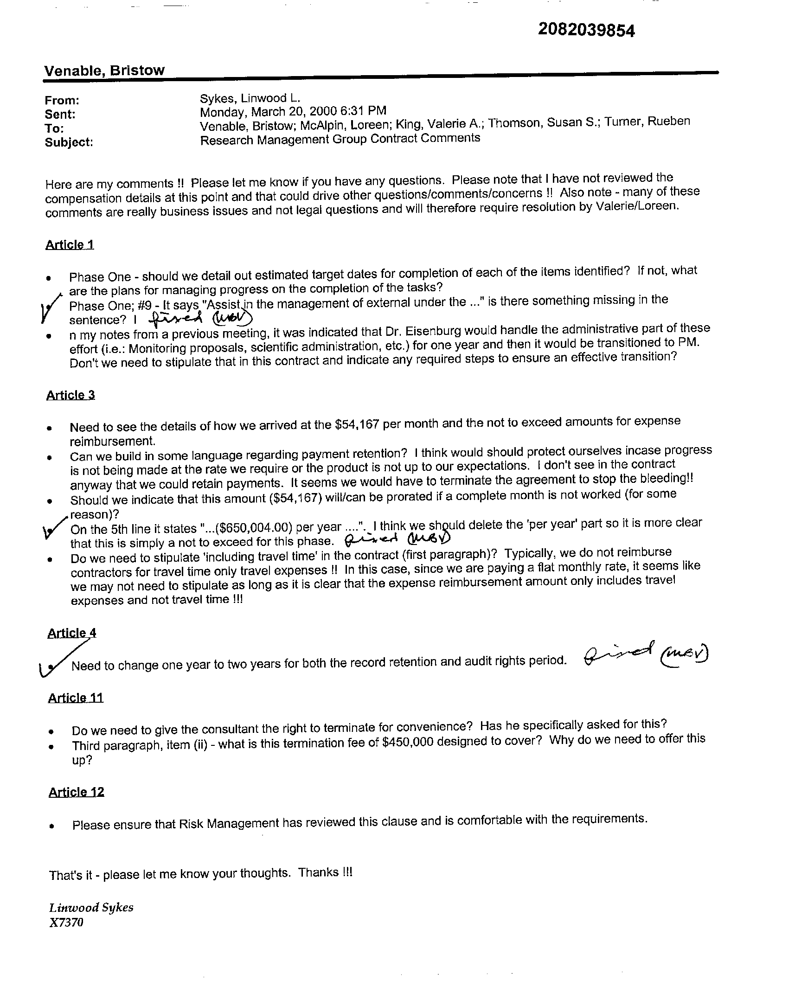 2082039854
Venable, Bristow
From: Sykes, Linwood L.
Sent: Monday, March 20, 2000 6:31 PM
To: Venable, Bristow; McAlpin, Loreen; King, Valerie A.; Thomson, Susan S.; Turner, Rueben
Subject: Research Management Group Contract Comments
Here are my comments !! Please let me know if you have any questions. Please note that I have not reviewed the
compensation details at this point and that could drive other questions/comments/concerns !! Also note - many of these
comments are really business issues and not legal questions and will therefore require resolution by Valerie/Loreen.
Article 1
• Phase One - should we detail out estimated target dates for completion of each of the items identified? If not, what
are the plans for managing progress on the completion of the tasks?
• Phase One; #9 - It says "Assist in the management of external under the ..." is there something missing in the
sentence? I fixed (MBV)
• n my notes from a previous meeting, it was indicated that Dr. Eisenburg would handle the administrative part of these
effort (i.e.: Monitoring proposals, scientific administration, etc.) for one year and then it would be transitioned to PM.
Don't we need to stipulate that in this contract and indicate any required steps to ensure an effective transition?
Article 3
• Need to see the details of how we arrived at the $54,167 per month and the not to exceed amounts for expense
reimbursement.
• Can we build in some language regarding payment retention? I think would should protect ourselves incase progress
is not being made at the rate we require or the product is not up to our expectations. I don't see in the contract
anyway that we could retain payments. It seems we would have to terminate the agreement to stop the bleeding!!
• Should we indicate that this amount ($54,167) will/can be prorated if a complete month is not worked (for some
reason)?
• On the 5th line it states "...($650,004.00) per year ....". I think we should delete the 'per year' part so it is more clear
that this is simply a not to exceed for this phase. fixed (MBV)
• Do we need to stipulate 'including travel time' in the contract (first paragraph)? Typically, we do not reimburse
contractors for travel time only travel expenses !! In this case, since we are paying a flat monthly rate, it seems like
we may not need to stipulate as long as it is clear that the expense reimbursement amount only includes travel
expenses and not travel time !!!
Article 4
• Need to change one year to two years for both the record retention and audit rights period. fixed (MBV)
Article 11
• Do we need to give the consultant the right to terminate for convenience? Has he specifically asked for this?
• Third paragraph, item (ii) - what is this termination fee of $450,000 designed to cover? Why do we need to offer this
up?
Article 12
• Please ensure that Risk Management has reviewed this clause and is comfortable with the requirements.
That's it - please let me know your thoughts. Thanks !!!
Linwood Sykes
X7370